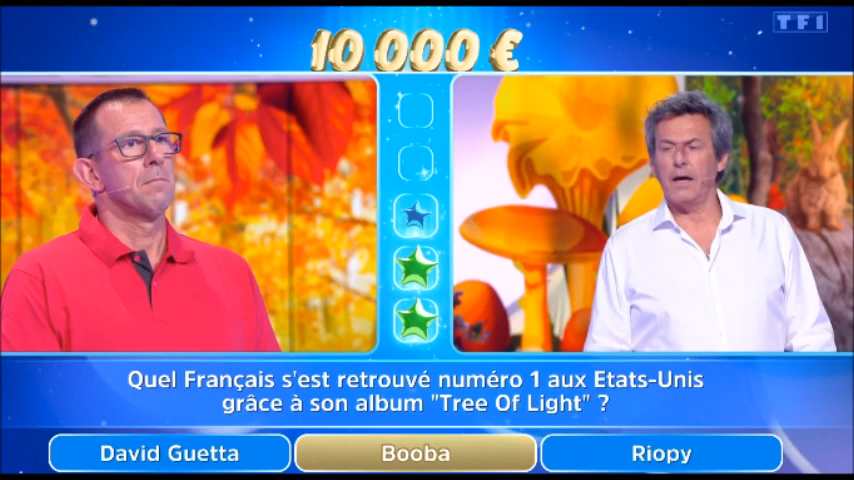 TF1
10 000 €
Quel Français s'est retrouvé numéro 1 aux Etats-Unis
grâce à son album "Tree Of Light" ?
David Guetta
Booba
Riopy